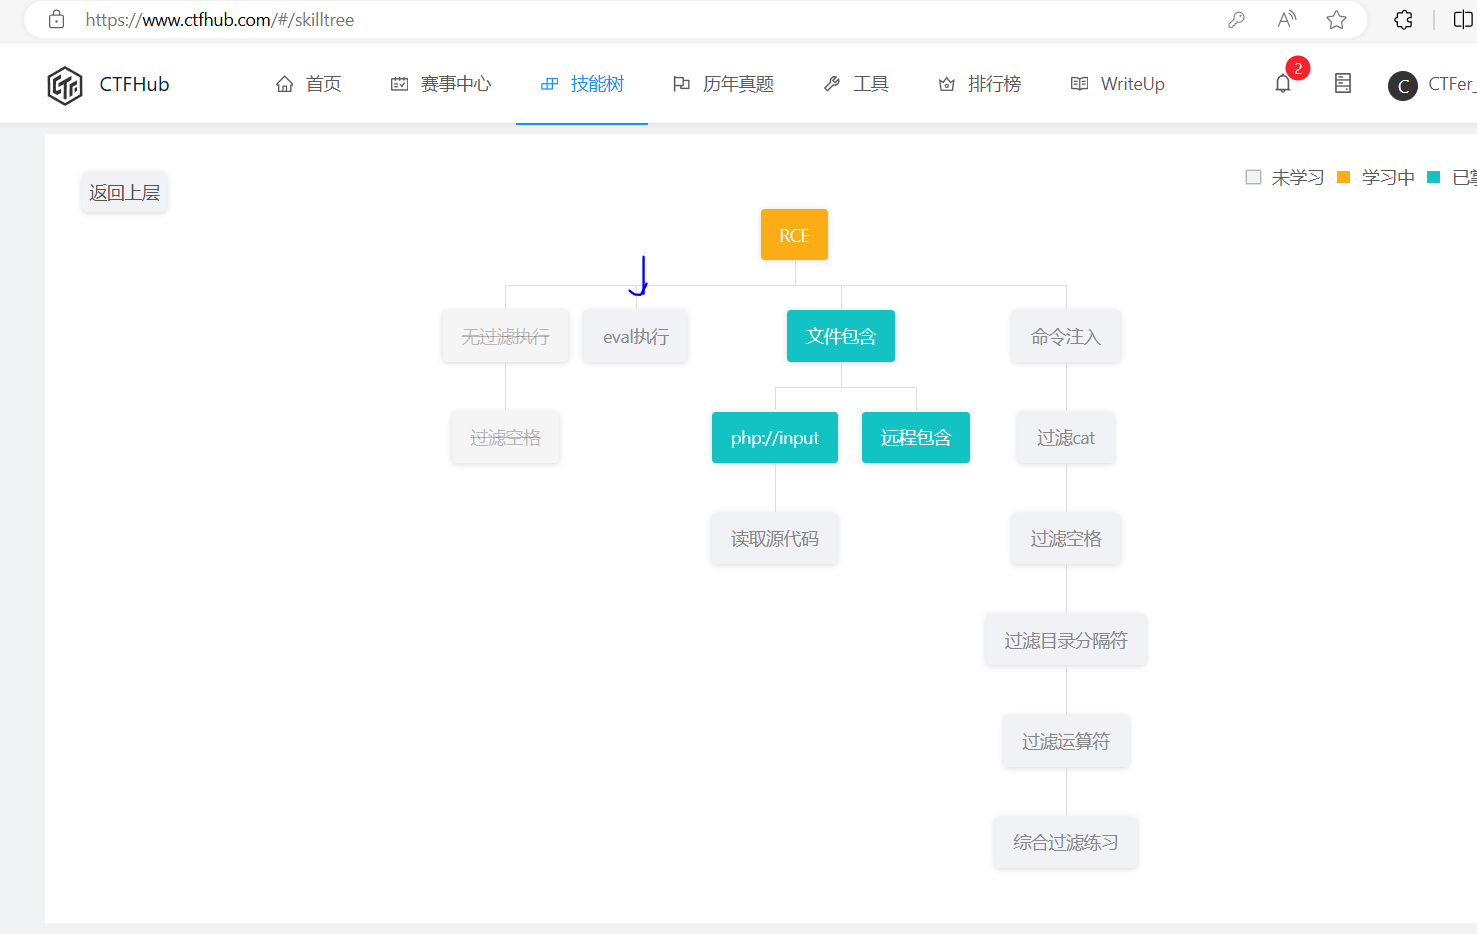 https://www.ctfhub.com/#/skilltree
CTFHub 首页 赛事中心 技能树 历年真题 工具 排行榜 WriteUp 2 C CTFer_
返回上层
未学习 学习中 已掌
RCE
无过滤执行 eval执行 文件包含 命令注入
过滤空格 php://input 远程包含 过滤cat
读取源代码 过滤空格
过滤目录分隔符
过滤运算符
综合过滤练习